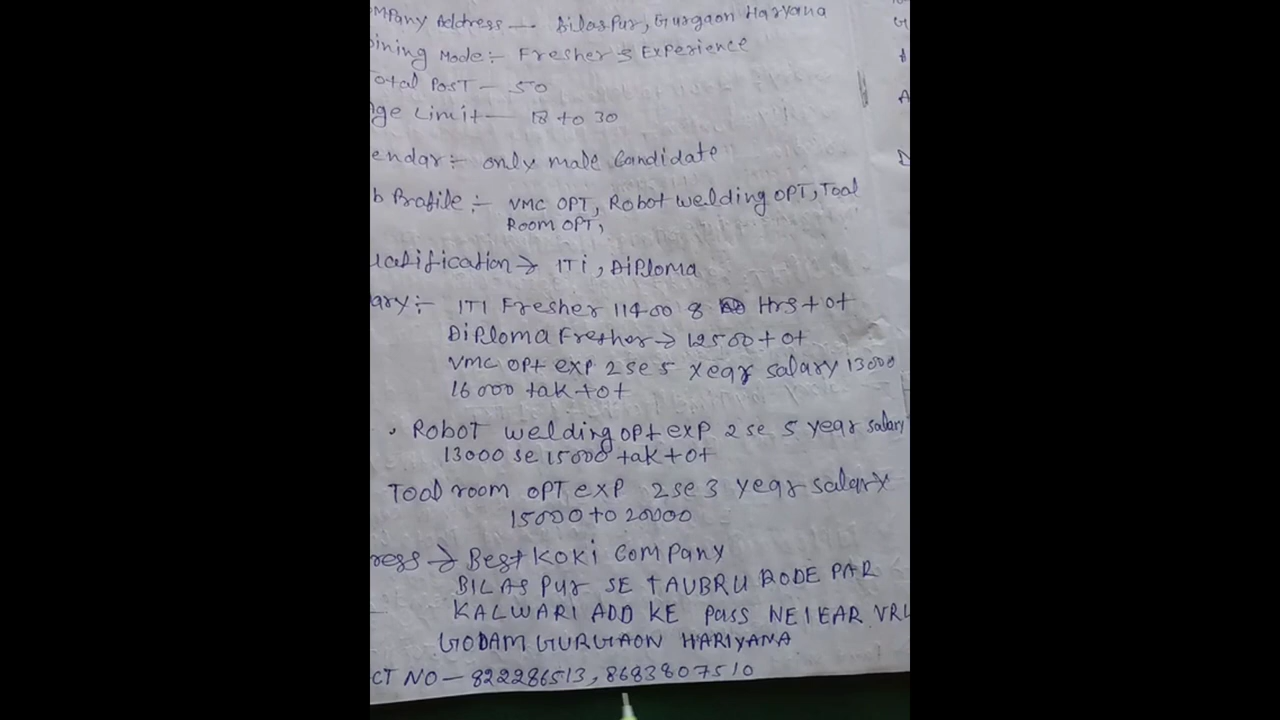 ompany Address — Bilaspur, Gurgaon Haryana
oining Mode:- Fresher & Experience
otal Post - 50
Age Limit — 18 to 30
endar:- only male Candidate
b Profile:- VMC OPT, Robot welding OPT, Tool
Room OPT,
ualification → ITI, Diploma
ary:- ITI Fresher 11400 8 Hrs + ot
Diploma Fresher → 12500 + ot
VMC opt exp 2 se 5 year salary 13000
16000 tak + ot
• Robot welding opt exp 2 se 5 year salary
13000 se 15000 tak + ot
Tool room OPT exp 2 se 3 year salary
15000 to 20000
ress → Best Koki Company
BILASPUR SE TAUBRU RODE PAR
KALWARI ADD KE Pass NEIEAR VRL
GODAM GURGAON HARIYANA
CT NO - 822286513, 8683807510